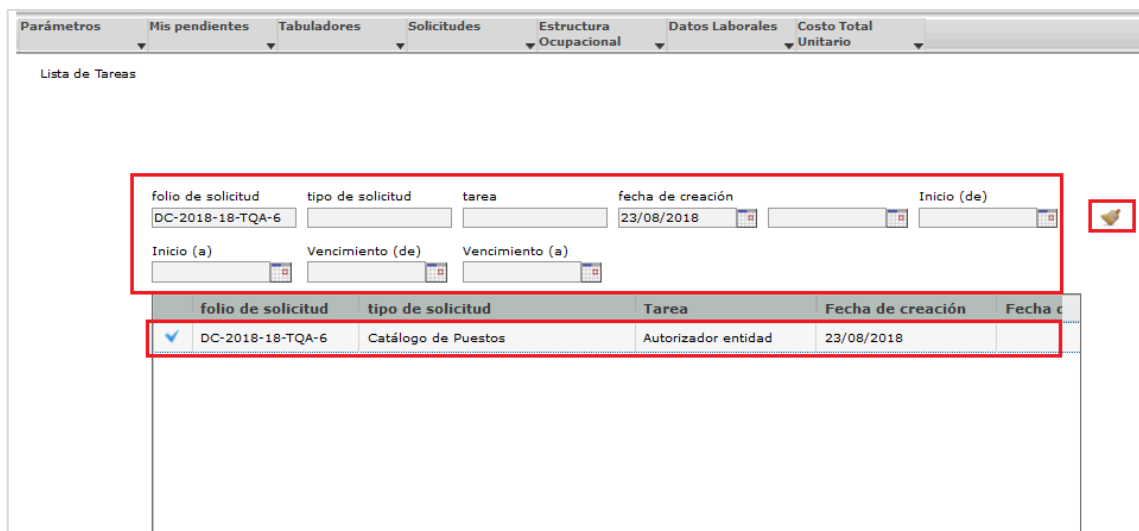 Parámetros Mis pendientes Tabuladores Solicitudes Estructura Ocupacional Datos Laborales Costo Total Unitario
Lista de Tareas
folio de solicitud tipo de solicitud tarea fecha de creación Inicio (de)
DC-2018-18-TQA-6 23/08/2018
Inicio (a) Vencimiento (de) Vencimiento (a)
folio de solicitud tipo de solicitud Tarea Fecha de creación Fecha
DC-2018-18-TQA-6 Catálogo de Puestos Autorizador entidad 23/08/2018